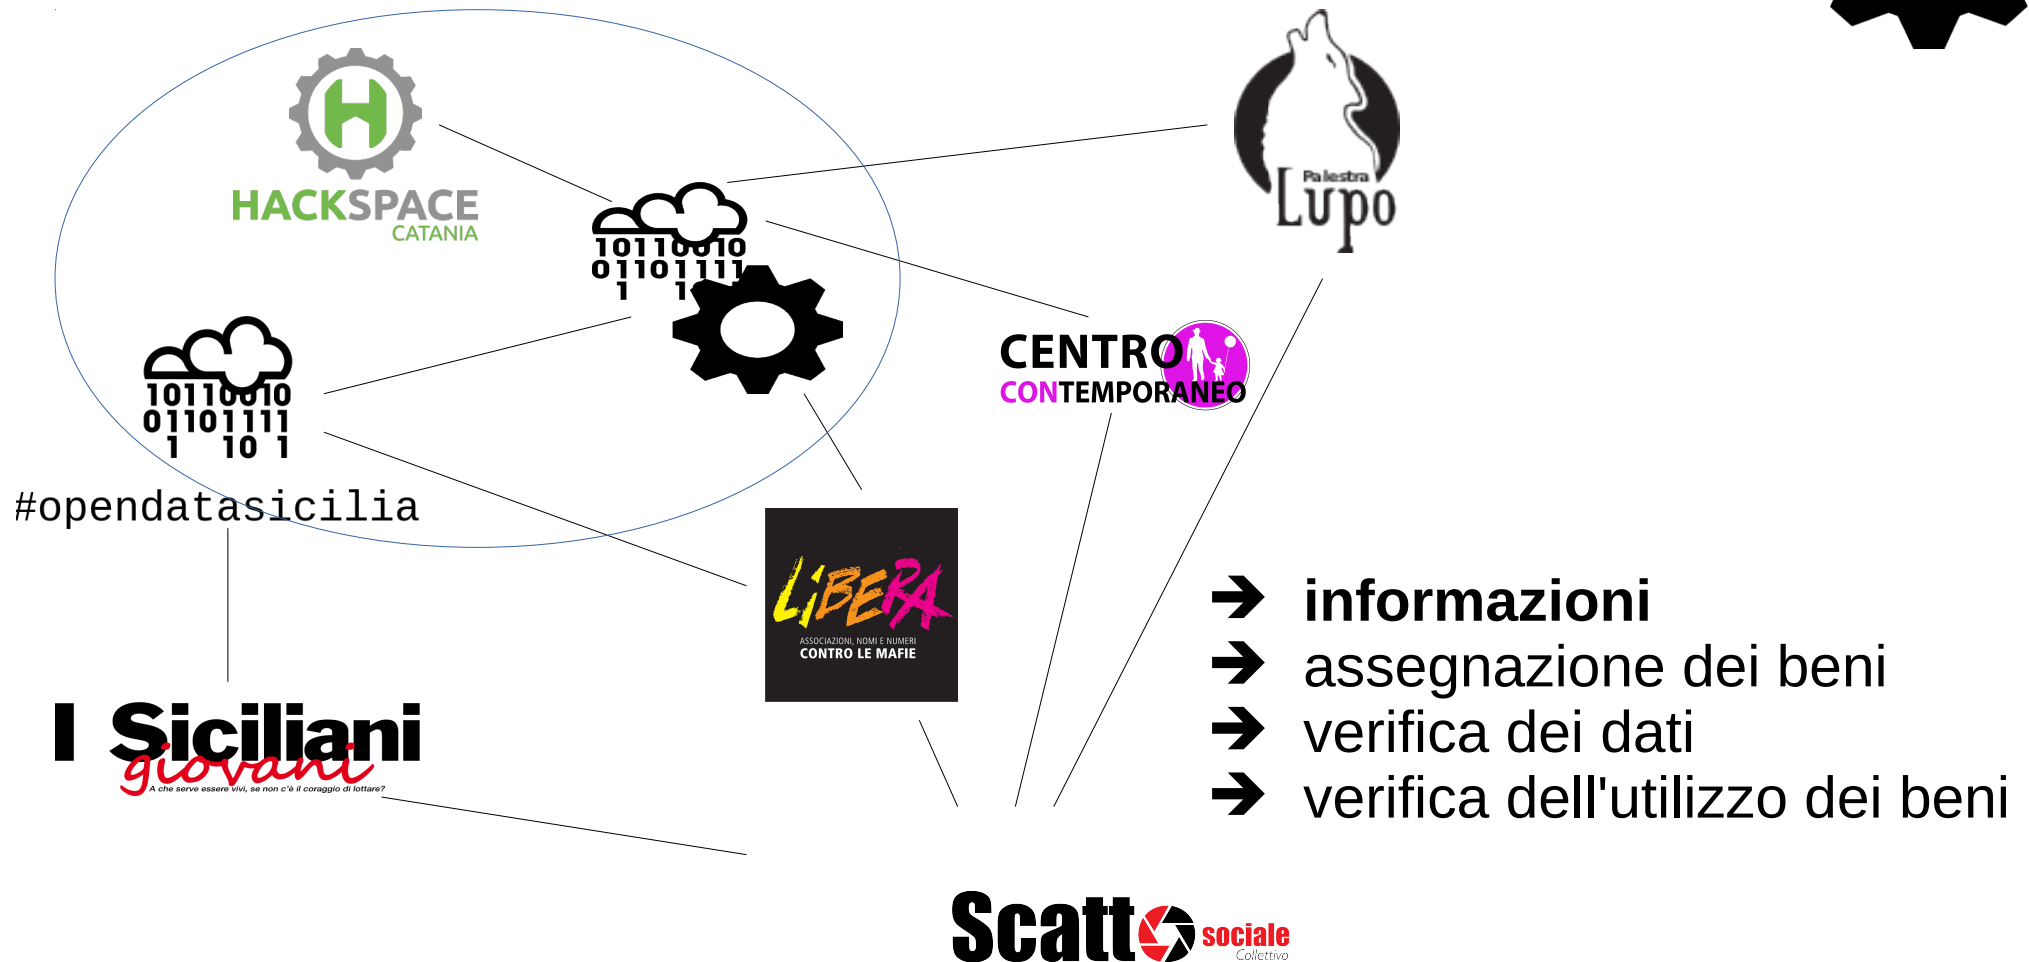 HACKSPACE
CATANIA
10110010
01101111
1
Palestra
Lupo
10110010
01101111
1 10 1
#opendatasicilia
CENTRO
CONTEMPORANEO
LiBERA
ASSOCIAZIONI, NOMI E NUMERI
CONTRO LE MAFIE
I Siciliani
giovani
A che serve essere vivi, se non c'è il coraggio di lottare?
➔ informazioni
➔ assegnazione dei beni
➔ verifica dei dati
➔ verifica dell'utilizzo dei beni
Scatto sociale
Collettivo